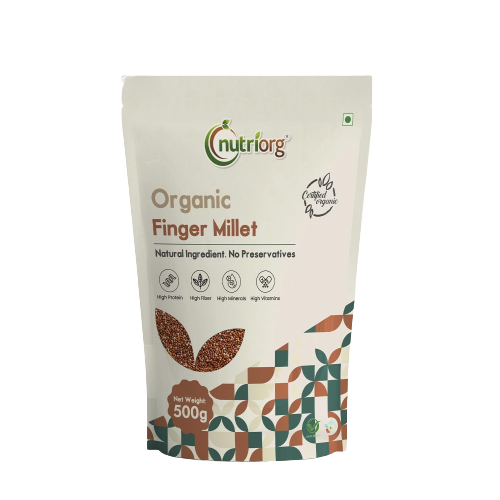 nutriorg
Organic
Finger Millet
Certified
organic
Natural Ingredient. No Preservatives
High Protein
High Fiber
High Minerals
High Vitamins
Net Weight
500g